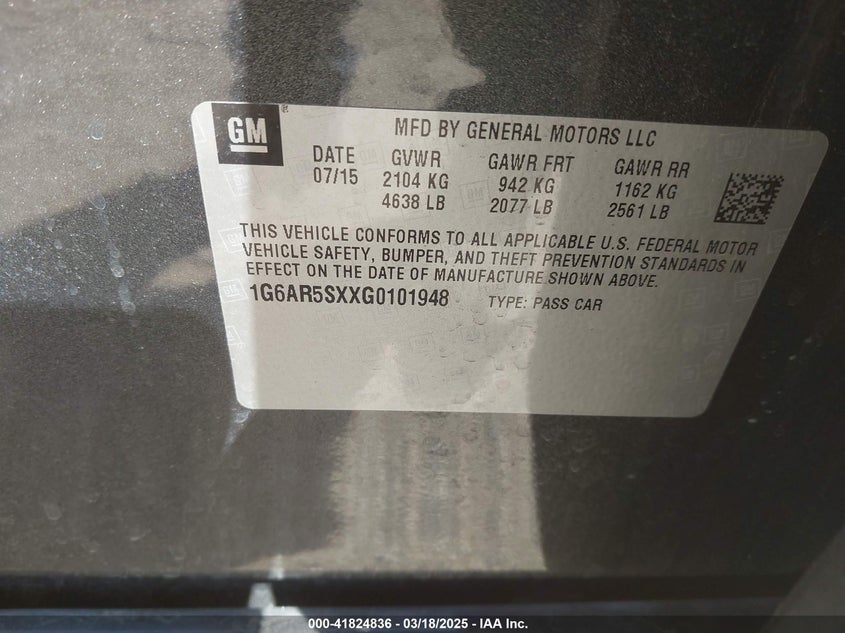 GM
MFD BY GENERAL MOTORS LLC
DATE GVWR GAWR FRT GAWR RR
07/15 2104 KG 942 KG 1162 KG
4638 LB 2077 LB 2561 LB
THIS VEHICLE CONFORMS TO ALL APPLICABLE U.S. FEDERAL MOTOR
VEHICLE SAFETY, BUMPER, AND THEFT PREVENTION STANDARDS IN
EFFECT ON THE DATE OF MANUFACTURE SHOWN ABOVE.
1G6AR5SXXG0101948 TYPE: PASS CAR
000-41824836 - 03/18/2025 - IAA Inc.